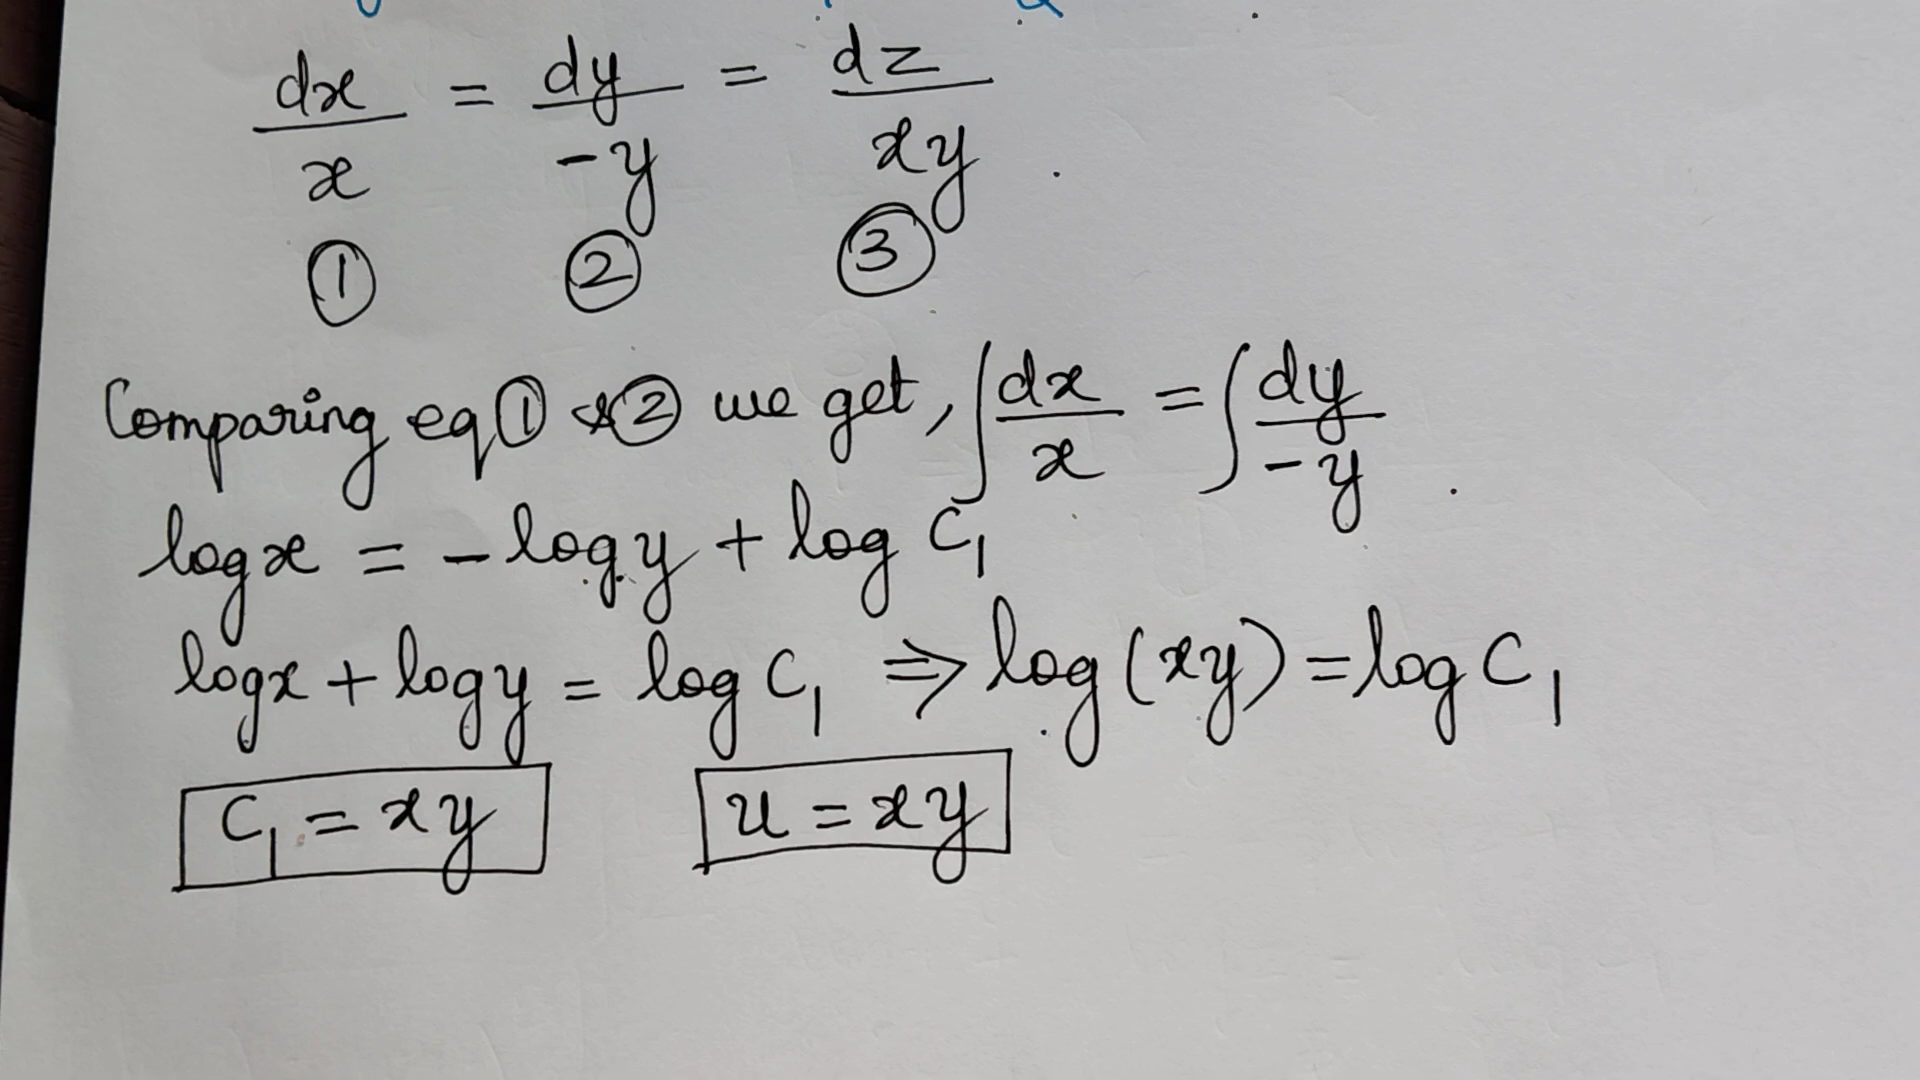 dx/x = dy/-y = dz/xy
① ② ③
Comparing eq ① & ② we get, ∫dx/x = ∫dy/-y
log x = - log y + log C₁
log x + log y = log C₁ ⇒ log (xy) = log C₁
C₁ = xy u = xy